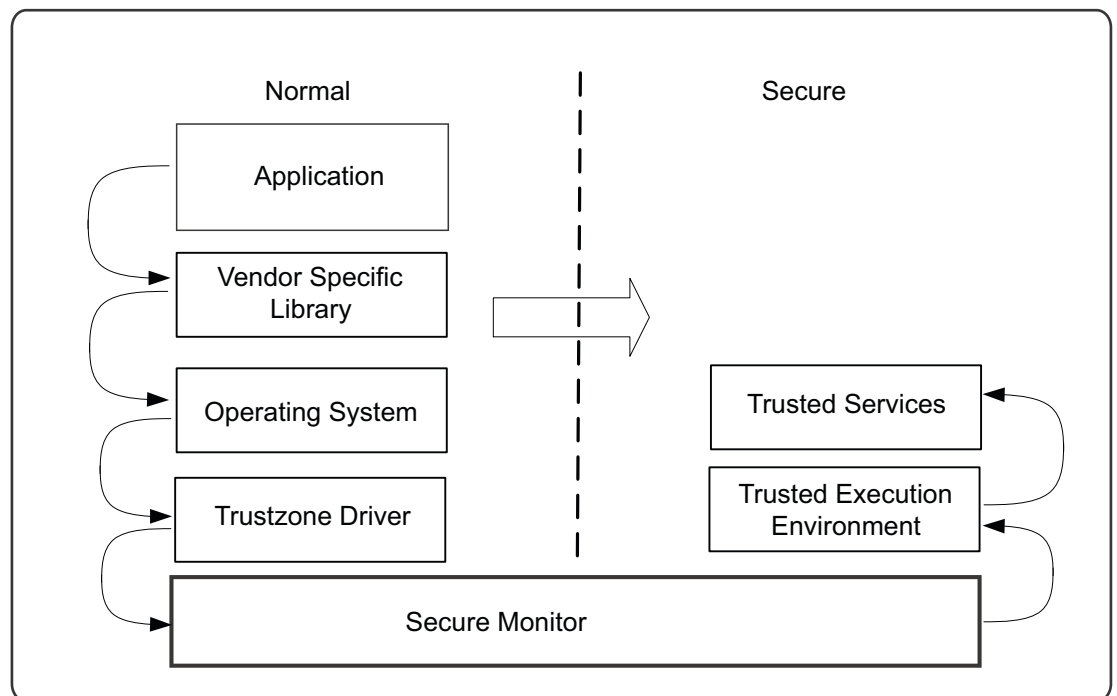 Normal
Secure
Application
Vendor Specific
Library
Operating System
Trusted Services
Trustzone Driver
Trusted Execution
Environment
Secure Monitor